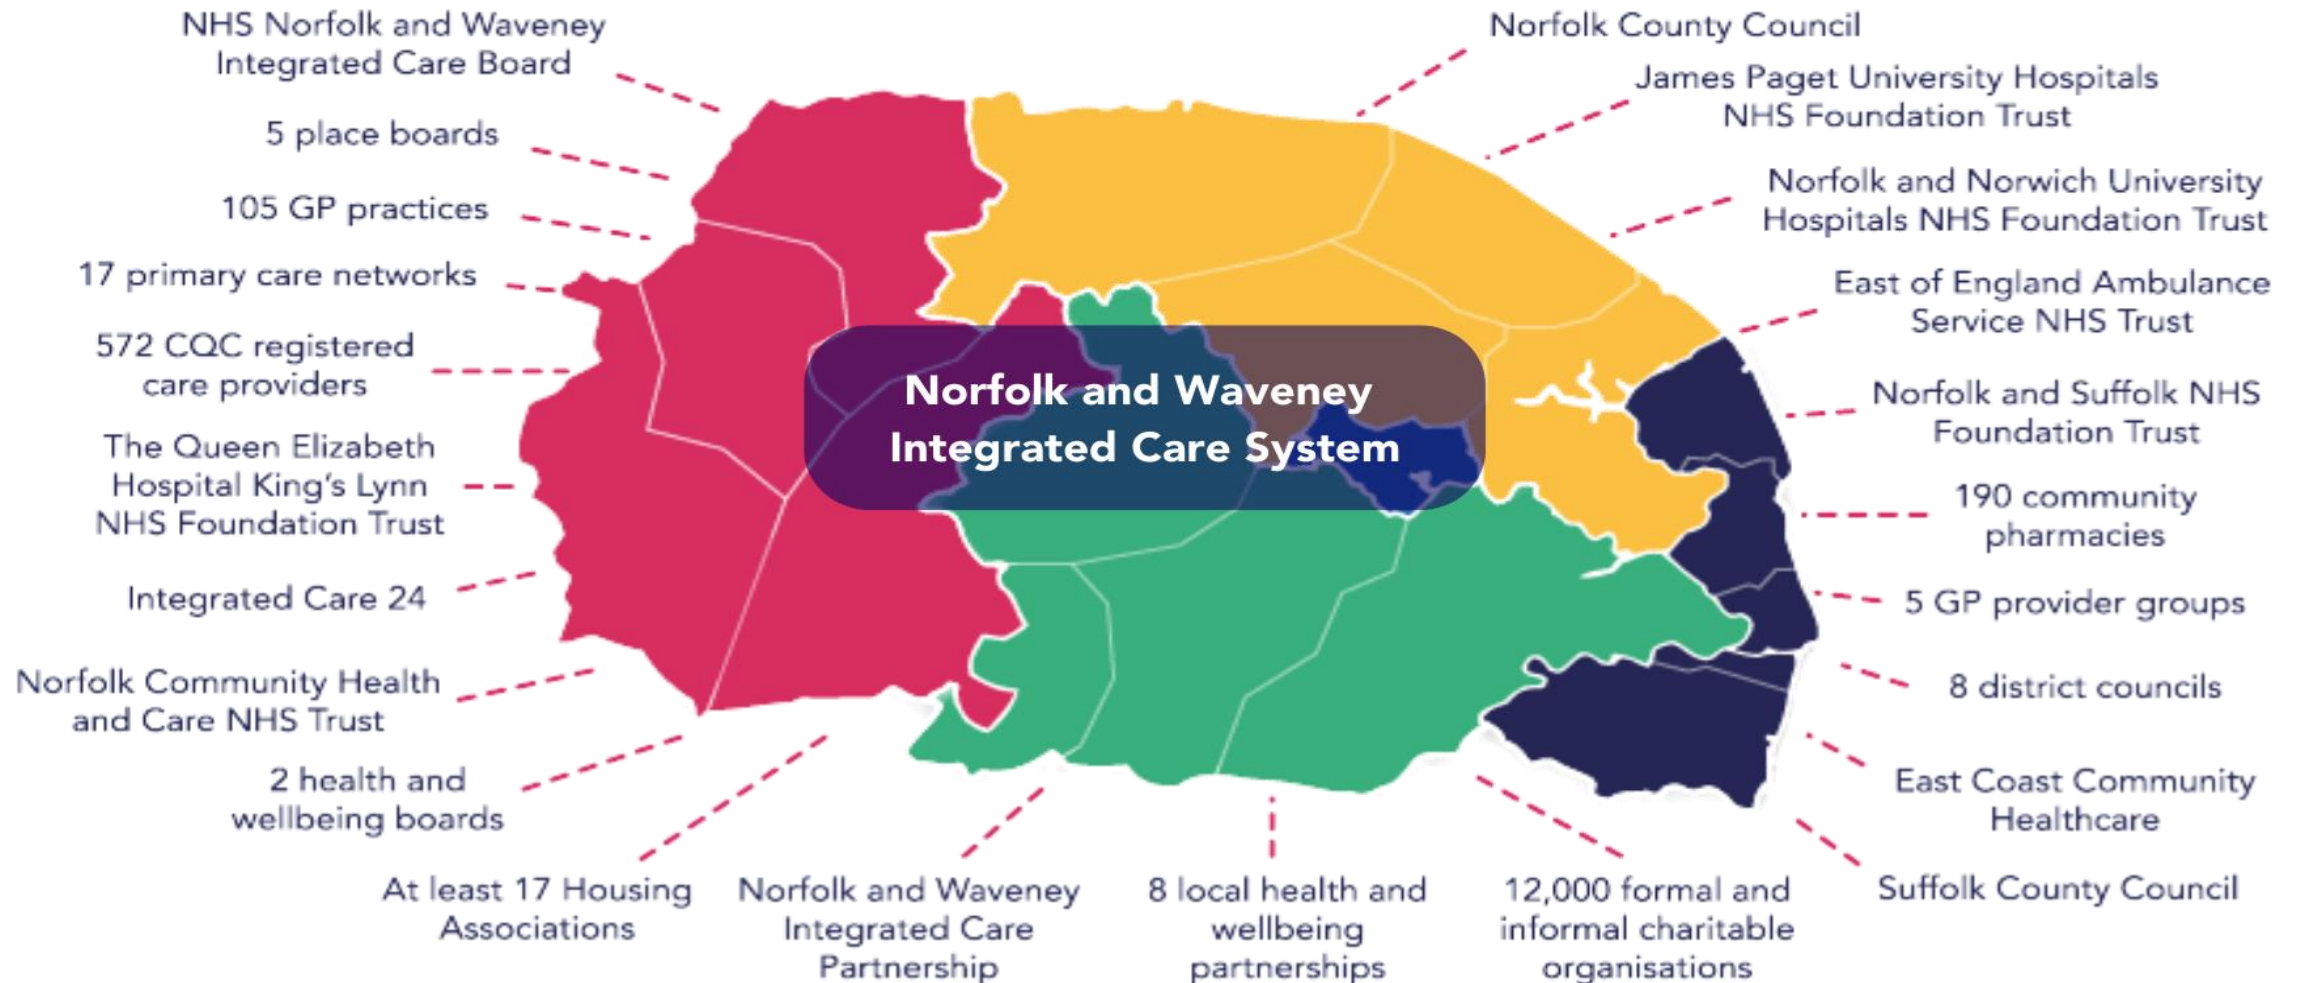 NHS Norfolk and Waveney
Integrated Care Board
5 place boards
105 GP practices
17 primary care networks
572 CQC registered
care providers
The Queen Elizabeth
Hospital King's Lynn
NHS Foundation Trust
Integrated Care 24
Norfolk Community Health
and Care NHS Trust
2 health and
wellbeing boards
At least 17 Housing
Associations
Norfolk and Waveney
Integrated Care
Partnership
8 local health and
wellbeing
partnerships
12,000 formal and
informal charitable
organisations
Norfolk and Waveney
Integrated Care System
Norfolk County Council
James Paget University Hospitals
NHS Foundation Trust
Norfolk and Norwich University
Hospitals NHS Foundation Trust
East of England Ambulance
Service NHS Trust
Norfolk and Suffolk NHS
Foundation Trust
190 community
pharmacies
5 GP provider groups
8 district councils
East Coast Community
Healthcare
Suffolk County Council